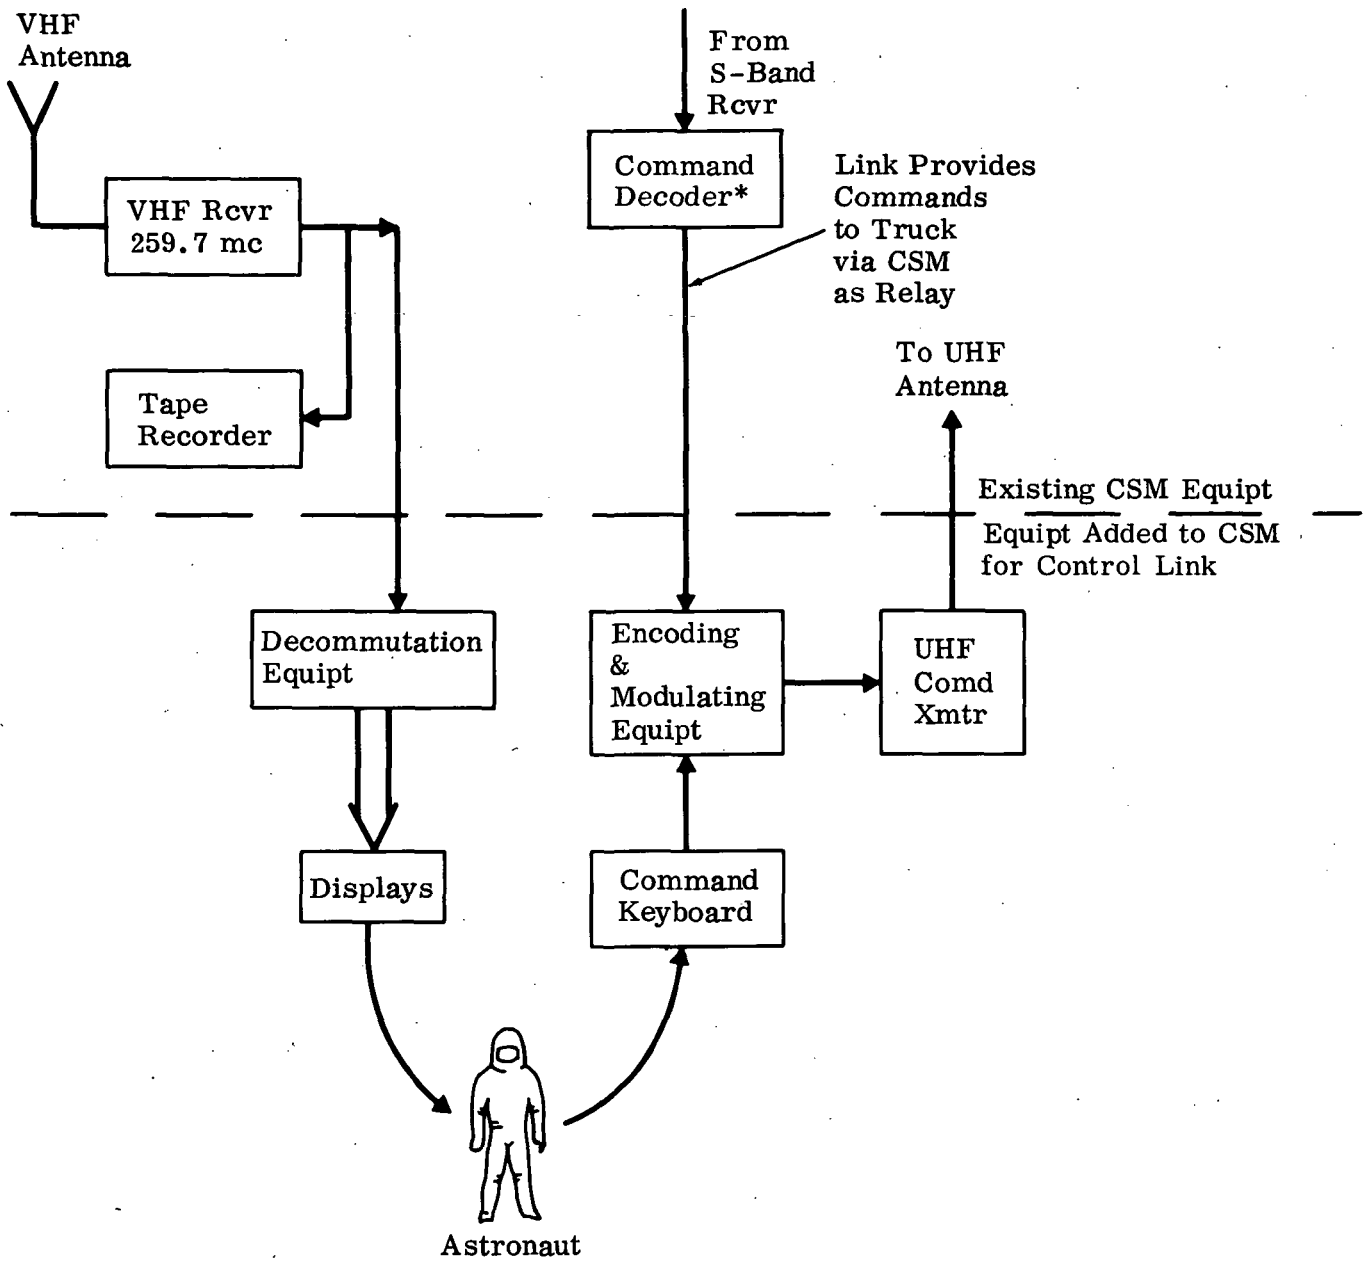 VHF
Antenna
From
S-Band
Rcvr
VHF Rcvr
259.7 mc
Command
Decoder*
Link Provides
Commands
to Truck
via CSM
as Relay
Tape
Recorder
To UHF
Antenna
Existing CSM Equipt
Equipt Added to CSM
for Control Link
Decommutation
Equipt
Encoding
&
Modulating
Equipt
UHF
Comd
Xmtr
Displays
Command
Keyboard
Astronaut